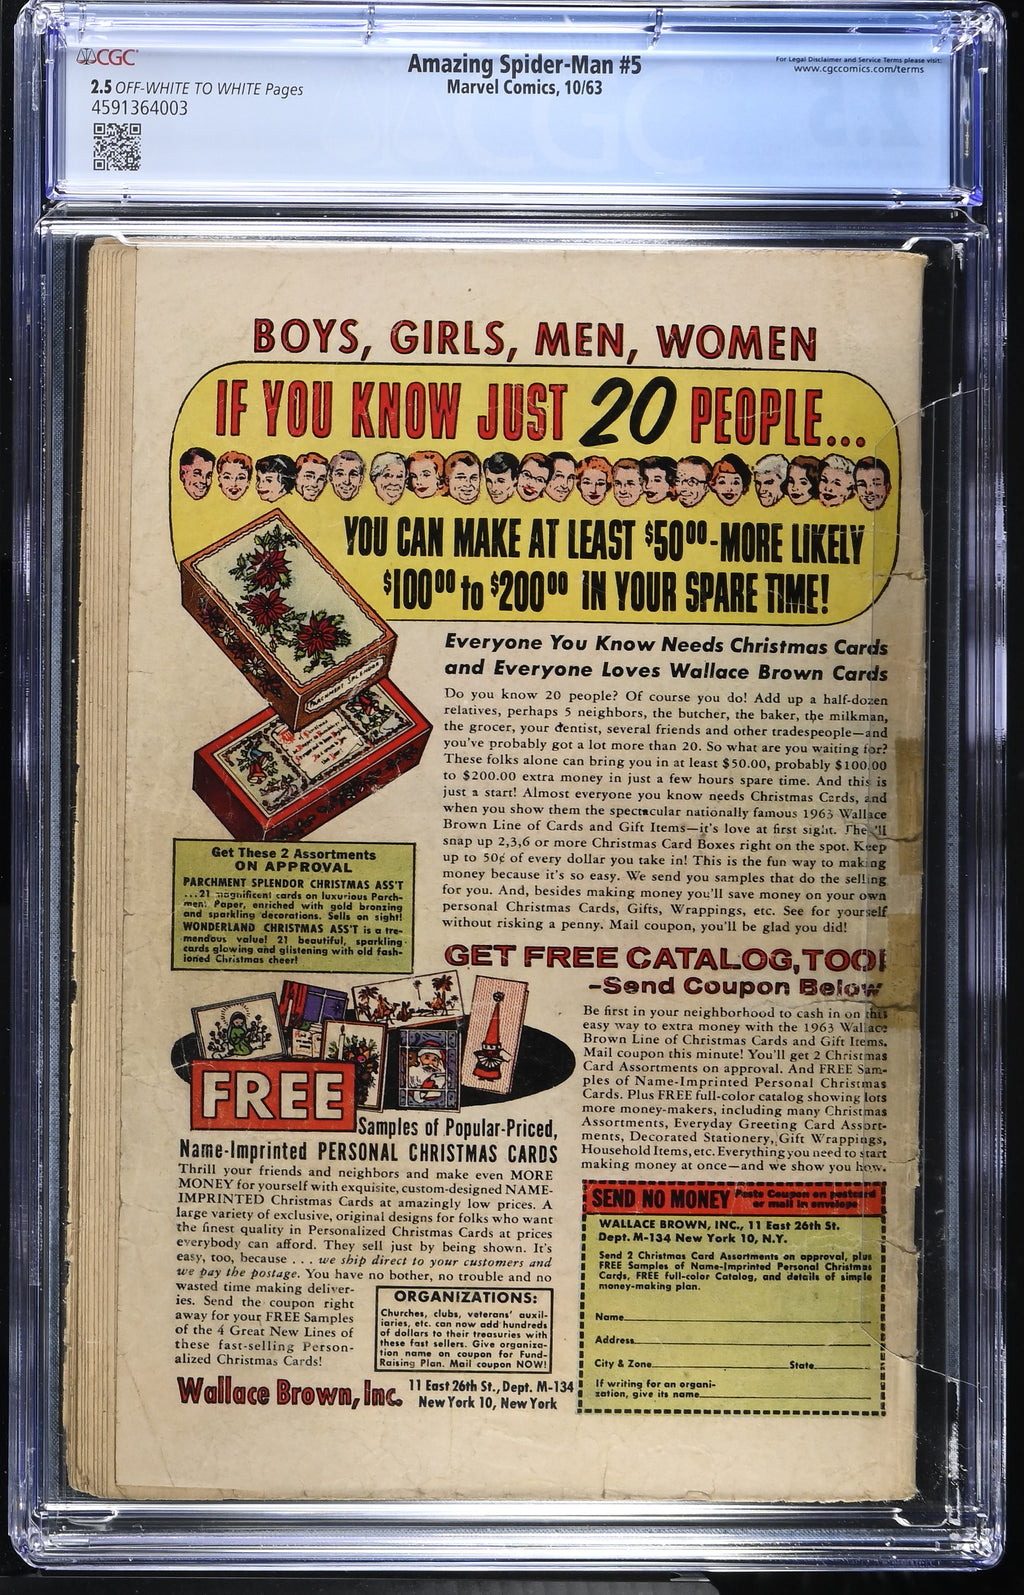 CGC
Amazing Spider-Man #5
Marvel Comics, 10/63
2.5 OFF-WHITE TO WHITE Pages
4591364003
For Legal Disclaimer and Service Terms please visit:
www.cgccomics.com/terms
BOYS, GIRLS, MEN, WOMEN
IF YOU KNOW JUST 20 PEOPLE...
YOU CAN MAKE AT LEAST $50⁰⁰-MORE LIKELY
$100⁰⁰ to $200⁰⁰ IN YOUR SPARE TIME!
PARCHMENT SPLENDOR
Everyone You Know Needs Christmas Cards
and Everyone Loves Wallace Brown Cards
Do you know 20 people? Of course you do! Add up a half-dozen
relatives, perhaps 5 neighbors, the butcher, the baker, the milkman,
the grocer, your dentist, several friends and other tradespeople—and
you've probably got a lot more than 20. So what are you waiting for?
These folks alone can bring you in at least $50.00, probably $100.00
to $200.00 extra money in just a few hours spare time. And this is
just a start! Almost everyone you know needs Christmas Cards, and
when you show them the spectacular nationally famous 1963 Wallace
Brown Line of Cards and Gift Items—it's love at first sight. The 'll
snap up 2,3,6 or more Christmas Card Boxes right on the spot. Keep
up to 50¢ of every dollar you take in! This is the fun way to making
money because it's so easy. We send you samples that do the selling
for you. And, besides making money you'll save money on your own
personal Christmas Cards, Gifts, Wrappings, etc. See for yourself
without risking a penny. Mail coupon, you'll be glad you did!
Get These 2 Assortments
ON APPROVAL
PARCHMENT SPLENDOR CHRISTMAS ASS'T
...21 magnificent cards on luxurious Parch-
ment Paper, enriched with gold bronzing
and sparkling decorations. Sells on sight!
WONDERLAND CHRISTMAS ASS'T is a tre-
mendous value! 21 beautiful, sparkling
cards glowing and glistening with old fash-
ioned Christmas cheer!
GET FREE CATALOG, TOO!
-Send Coupon Below
Be first in your neighborhood to cash in on this
easy way to extra money with the 1963 Wallace
Brown Line of Christmas Cards and Gift Items.
Mail coupon this minute! You'll get 2 Christmas
Card Assortments on approval. And FREE Sam-
ples of Name-Imprinted Personal Christmas
Cards. Plus FREE full-color catalog showing lots
more money-makers, including many Christmas
Assortments, Everyday Greeting Card Assort-
ments, Decorated Stationery, Gift Wrappings,
Household Items, etc. Everything you need to start
making money at once—and we show you how.
FREE
Samples of Popular-Priced,
Name-Imprinted PERSONAL CHRISTMAS CARDS
Thrill your friends and neighbors and make even MORE
MONEY for yourself with exquisite, custom-designed NAME-
IMPRINTED Christmas Cards at amazingly low prices. A
large variety of exclusive, original designs for folks who want
the finest quality in Personalized Christmas Cards at prices
everybody can afford. They sell just by being shown. It's
easy, too, because . . . we ship direct to your customers and
we pay the postage. You have no bother, no trouble and no
wasted time making deliver-
ies. Send the coupon right
away for your FREE Samples
of the 4 Great New Lines of
these fast-selling Person-
alized Christmas Cards!
ORGANIZATIONS:
Churches, clubs, veterans' auxil-
iaries, etc. can now add hundreds
of dollars to their treasuries with
these fast sellers. Give organiza-
tion name on coupon for Fund-
Raising Plan. Mail coupon NOW!
Wallace Brown, Inc. 11 East 26th St., Dept. M-134
New York 10, New York
SEND NO MONEY Paste Coupon on postcard
or mail in envelope
WALLACE BROWN, INC., 11 East 26th St.
Dept. M-134 New York 10, N.Y.
Send 2 Christmas Card Assortments on approval, plus
FREE Samples of Name-Imprinted Personal Christmas
Cards, FREE full-color Catalog, and details of simple
money-making plan.
Name
Address
City & Zone State
If writing for an organi-
zation, give its name